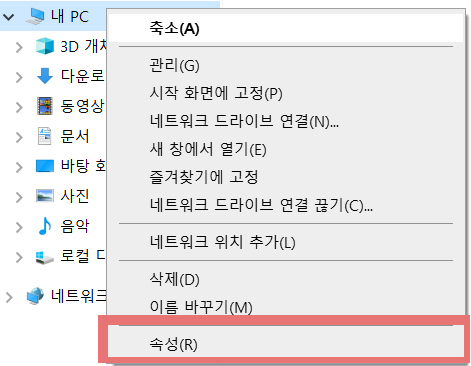 내 PC
3D 개체
다운로
동영상
문서
바탕 화
사진
음악
로컬 디
네트워크
축소(A)
관리(G)
시작 화면에 고정(P)
네트워크 드라이브 연결(N)...
새 창에서 열기(E)
즐겨찾기에 고정
네트워크 드라이브 연결 끊기(C)...
네트워크 위치 추가(L)
삭제(D)
이름 바꾸기(M)
속성(R)